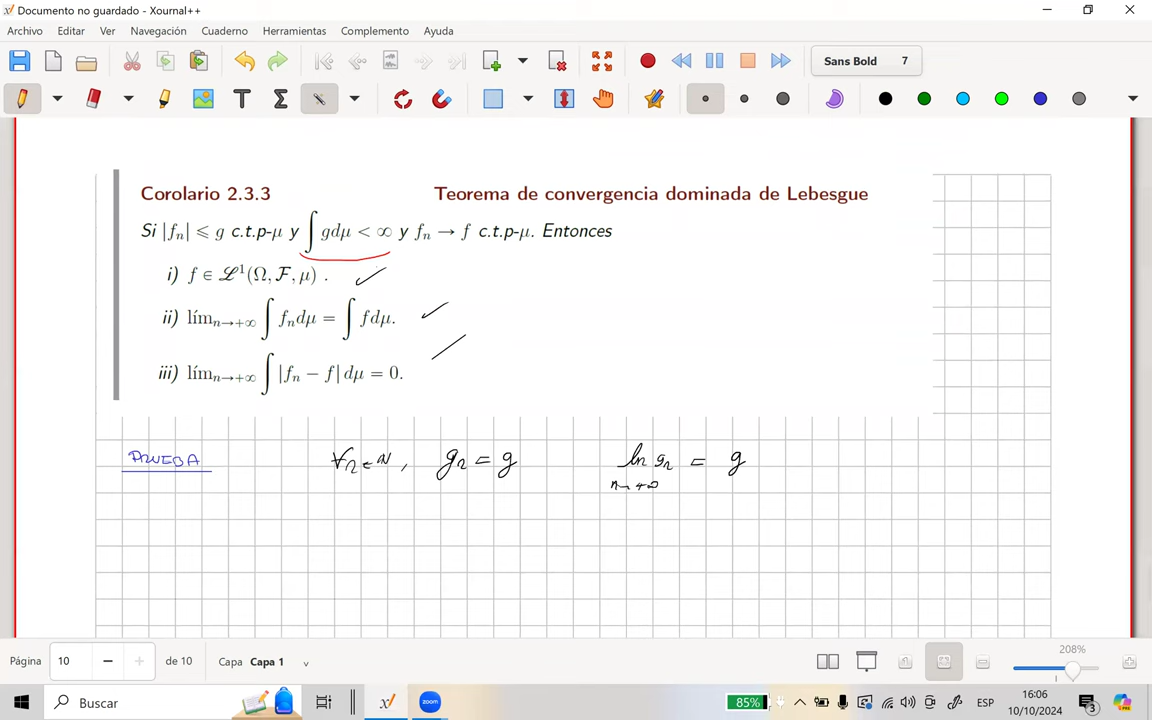 Documento no guardado - Xournal++
Archivo Editar Ver Navegación Cuaderno Herramientas Complemento Ayuda
Sans Bold 7
Corolario 2.3.3 Teorema de convergencia dominada de Lebesgue
Si |fₙ| ⩽ g c.t.p-μ y ∫ gdμ < ∞ y fₙ → f c.t.p-μ. Entonces
i) f ∈ ℒ¹(Ω, ℱ, μ) .
ii) límₙ→+∞ ∫ fₙdμ = ∫ fdμ.
iii) límₙ→+∞ ∫ |fₙ − f| dμ = 0.
PRUEBA ∀n∈ℕ, gₙ = g lim gₙ = g
n→+∞
Página 10 de 10 Capa Capa 1 208%
Buscar zoom 85% ESP 16:06
10/10/2024 3